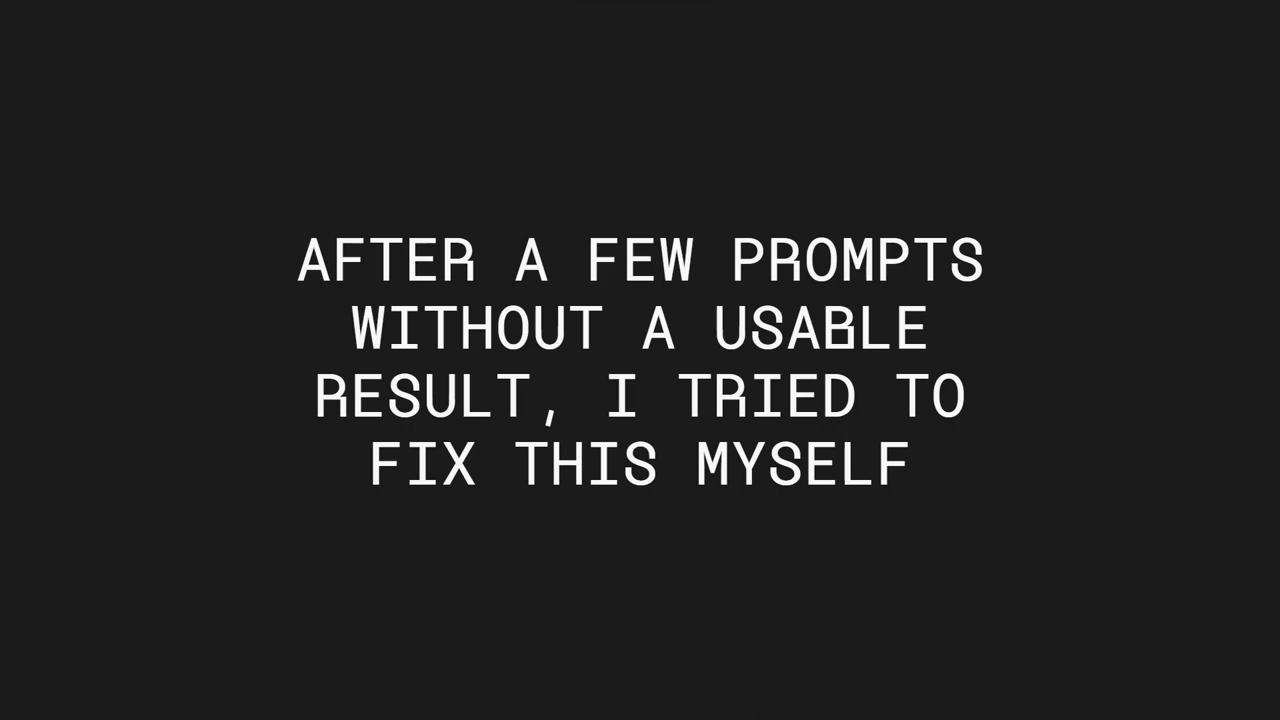 AFTER A FEW PROMPTS
WITHOUT A USABLE
RESULT, I TRIED TO
FIX THIS MYSELF